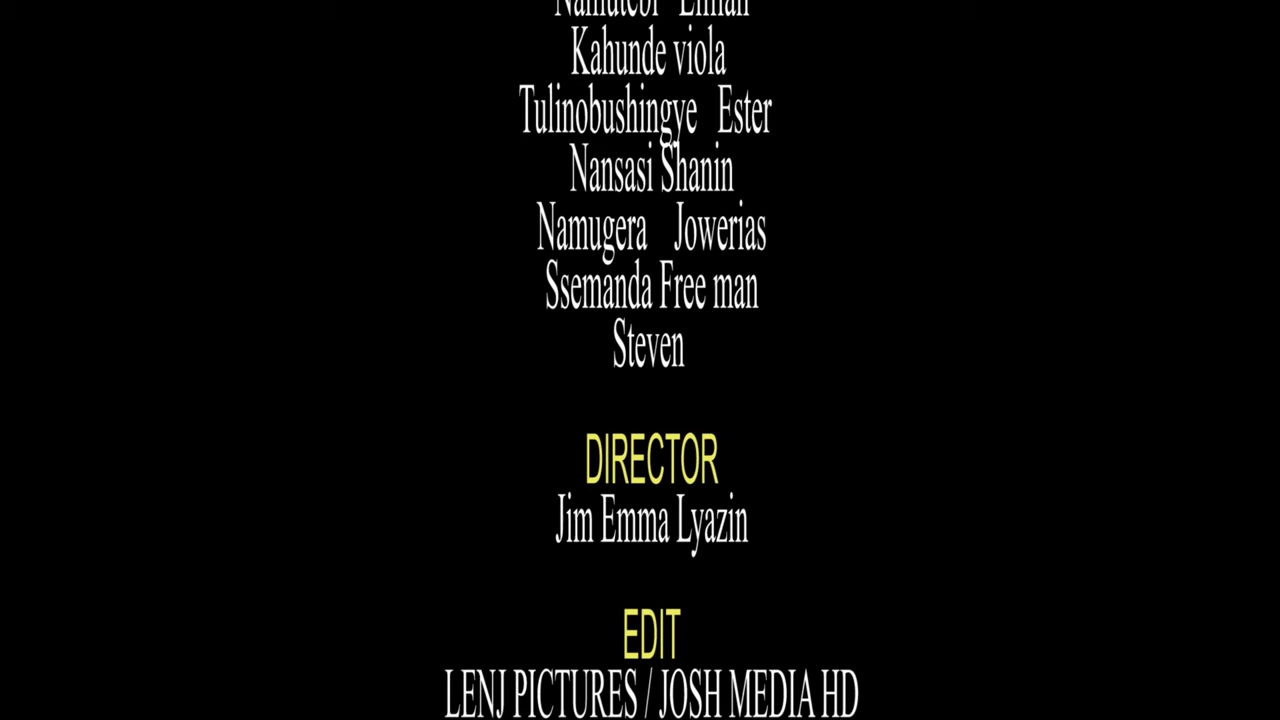 Kahunde viola
Tulinobushingye Ester
Nansasi Shanin
Namugera Jowerias
Ssemanda Free man
Steven
DIRECTOR
Jim Emma Lyazin
EDIT
LENJ PICTURES / JOSH MEDIA HD